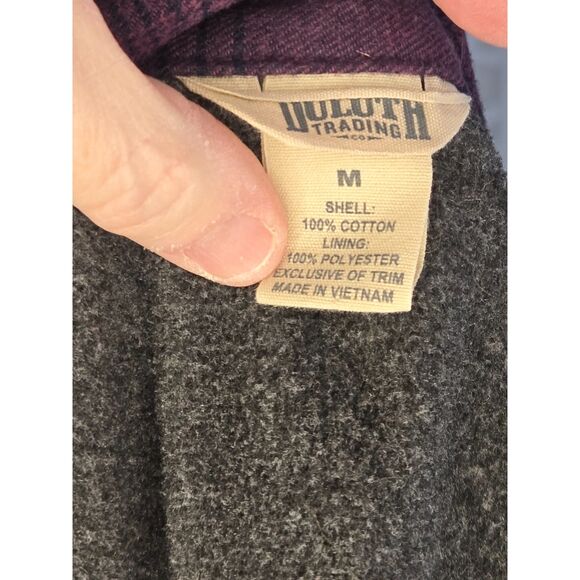 DULUTH
TRADING
CO
M
SHELL:
100% COTTON
LINING:
100% POLYESTER
EXCLUSIVE OF TRIM
MADE IN VIETNAM